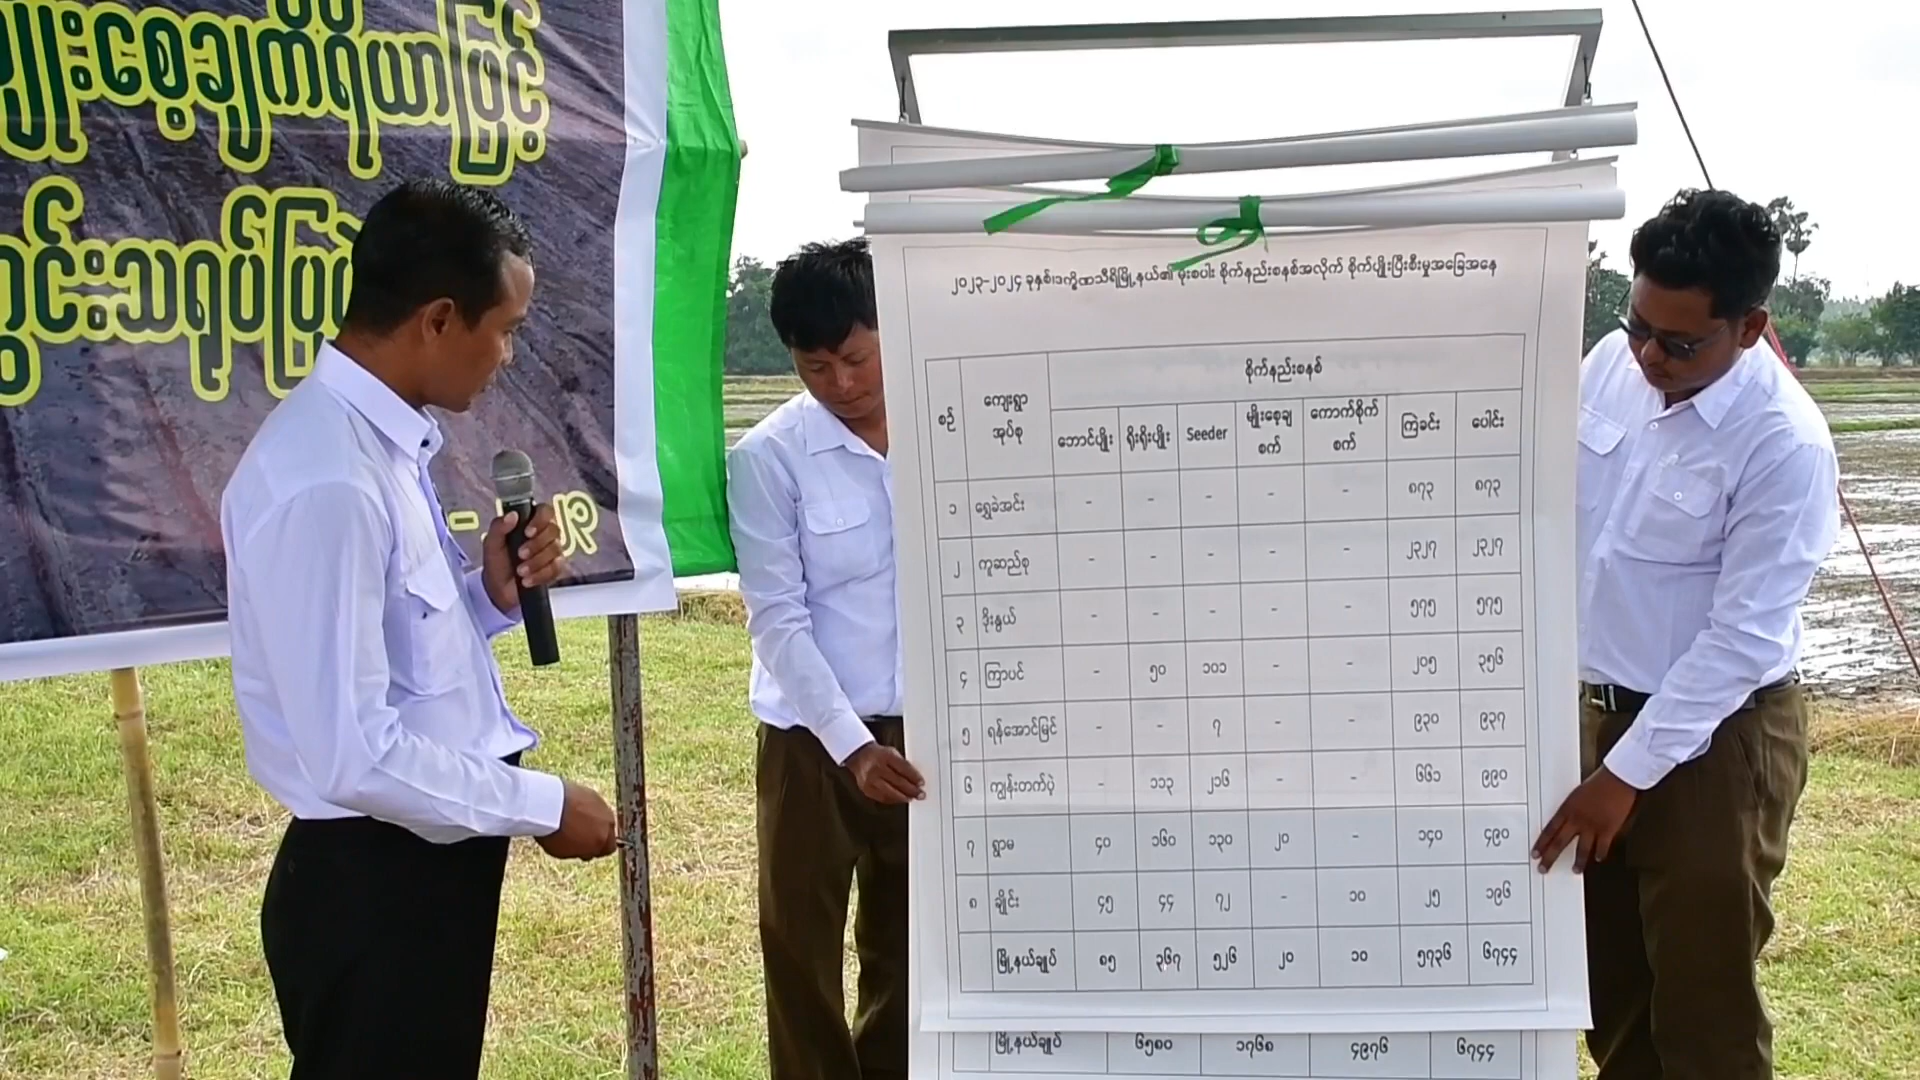 မျိုးစေ့ချက်ရိယာဖြင့်
ကွင်းသရုပ်ပြပွဲ
၂၀၂၃-၂၀၂၄ ခုနှစ်၊ဒက္ခိဏသီရိမြို့နယ်၏ မိုးစပါး စိုက်နည်းစနစ်အလိုက် စိုက်ပျိုးပြီးစီးမှုအခြေအနေ
စဉ် ကျေးရွာအုပ်စု စိုက်နည်းစနစ်
ဘောင်ပျိုး ရိုးရိုးပျိုး Seeder မျိုးစေ့ချစက် ကောက်စိုက်စက် ကြဲခင်း ပေါင်း
၁ ရွှေခဲအင်း - - - - - ၈၇၃ ၈၇၃
၂ ကူဆည်စု - - - - - ၂၃၂၇ ၂၃၂၇
၃ ဒိုးနွယ် - - - - - ၅၇၅ ၅၇၅
၄ ကြာပင် - ၅၀ ၁၀၁ - - ၂၀၅ ၃၅၆
၅ ရန်အောင်မြင် - - ၇ - - ၉၃၀ ၉၃၇
၆ ကျွန်းတက်ပွဲ - ၁၁၃ ၂၁၆ - - ၆၆၁ ၉၉၀
၇ ရွာမ ၄၀ ၁၆၀ ၁၃၀ ၂၀ - ၁၄၀ ၄၉၀
၈ ချိုင်း ၄၅ ၄၄ ၇၂ - ၁၀ ၂၅ ၁၉၆
မြို့နယ်ချုပ် ၈၅ ၃၆၇ ၅၂၆ ၂၀ ၁၀ ၅၇၃၆ ၆၇၄၄
မြို့နယ်ချုပ် ၆၅၈၀ ၁၇၆၈ ၄၉၇၆ ၆၇၄၄